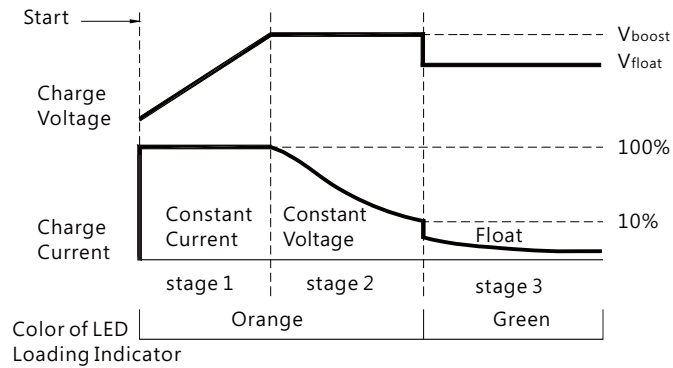 Start
Vboost
Vfloat
Charge
Voltage
100%
Constant
Current
Constant
Voltage
10%
Charge
Current
Float
stage 1
stage 2
stage 3
Orange
Green
Color of LED
Loading Indicator